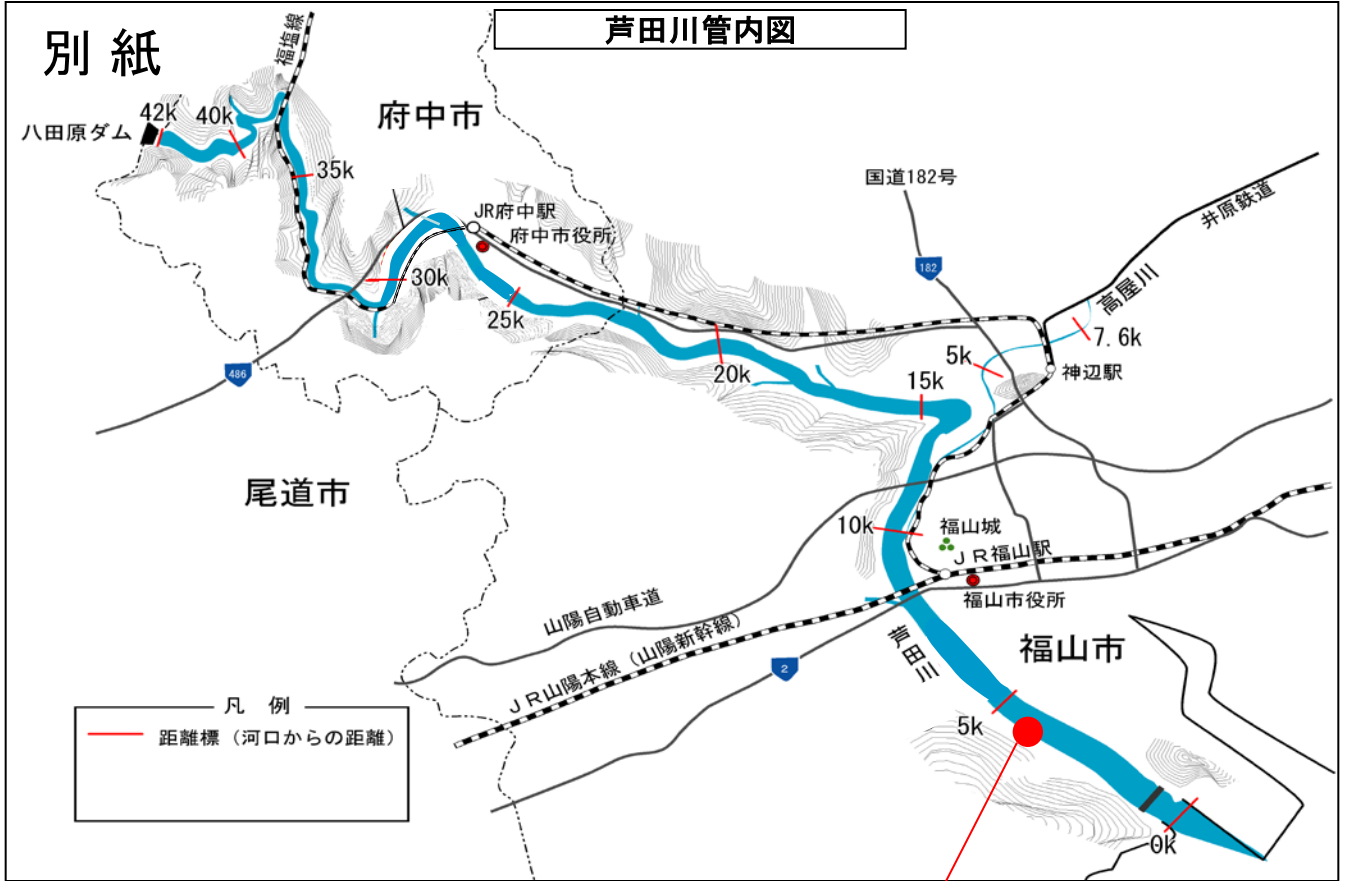 芦田川管内図
別紙
福塩線
府中市
42k
40k
八田原ダム
35k
国道182号
井原鉄道
JR府中駅
府中市役所
182
30k
高屋川
25k
7.6k
5k
神辺駅
20k
15k
486
尾道市
10k
福山城
JR福山駅
福山市役所
山陽自動車道
JR山陽本線(山陽新幹線)
芦田川
福山市
2
凡 例
距離標(河口からの距離)
5k
0k